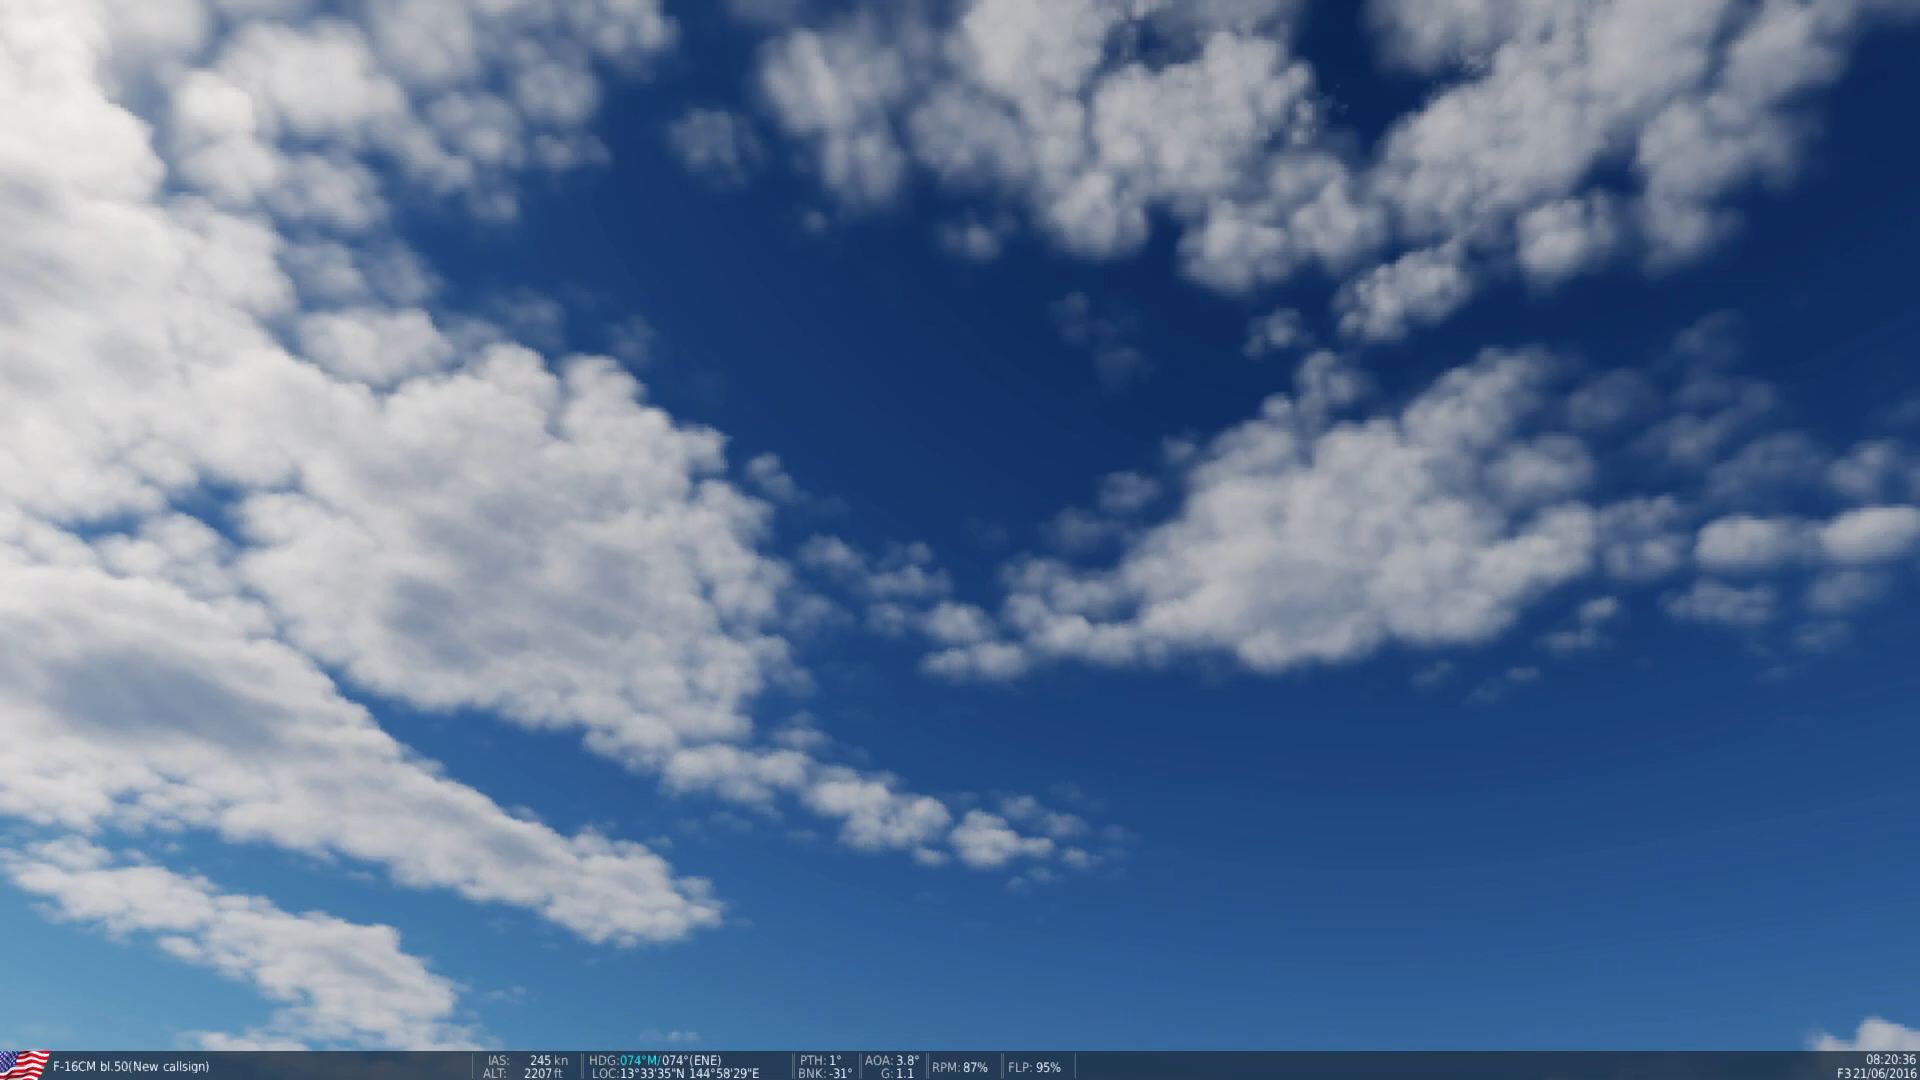 F-16CM bl.50(New callsign)
IAS: 245 kn
ALT: 2207 ft
HDG:074°M/074°(ENE)
LOC:13°33'35"N 144°58'29"E
PTH: 1°
BNK: -31°
AOA: 3.8°
G: 1.1
RPM: 87%
FLP: 95%
08:20:36
F3 21/06/2016